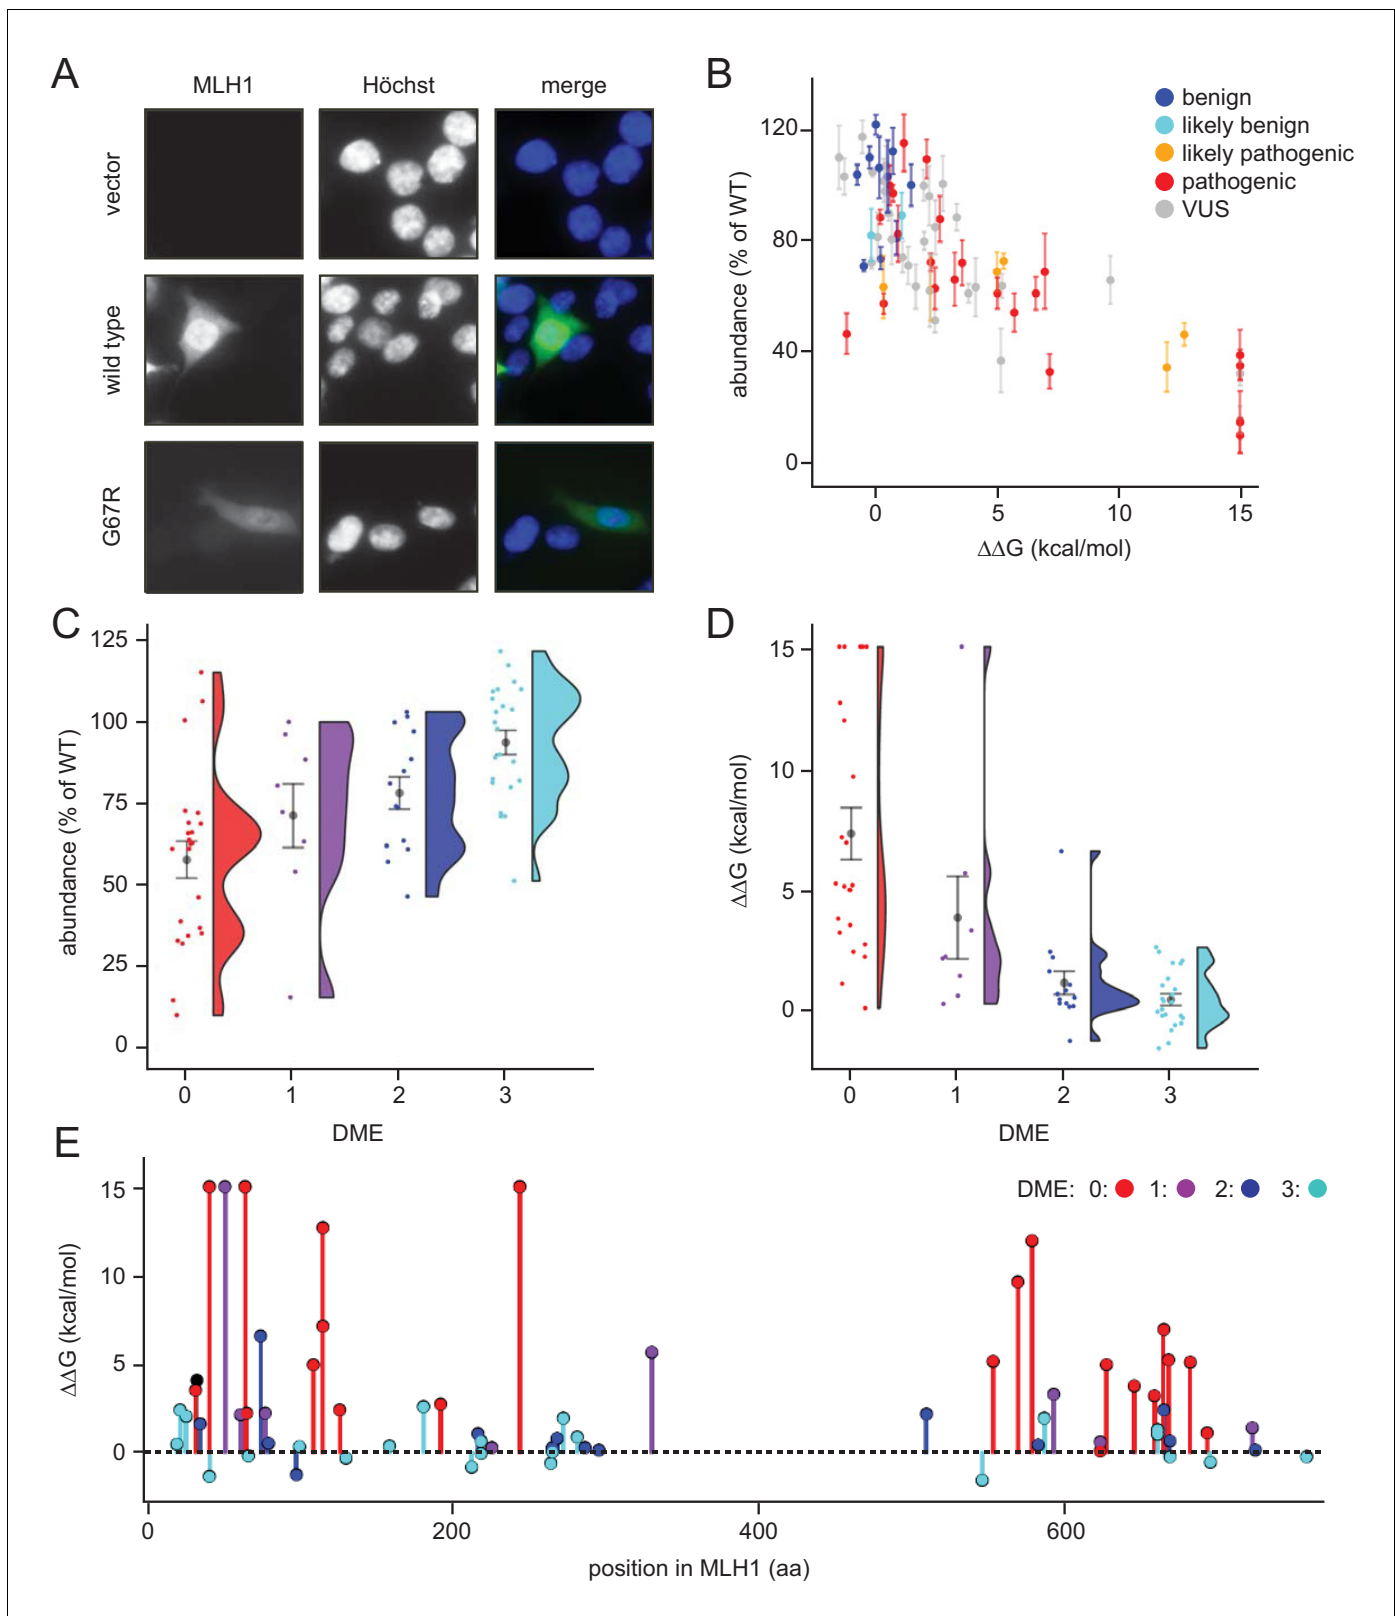 A
MLH1 Höchst merge
vector
wild type
G67R
B
benign
likely benign
likely pathogenic
pathogenic
VUS
abundance (% of WT)
120
80
40
0
0 5 10 15
ΔΔG (kcal/mol)
C
abundance (% of WT)
125
100
75
50
25
0
0 1 2 3
DME
D
ΔΔG (kcal/mol)
15
10
5
0
0 1 2 3
DME
E
DME: 0: 1: 2: 3:
ΔΔG (kcal/mol)
15
10
5
0
0 200 400 600
position in MLH1 (aa)